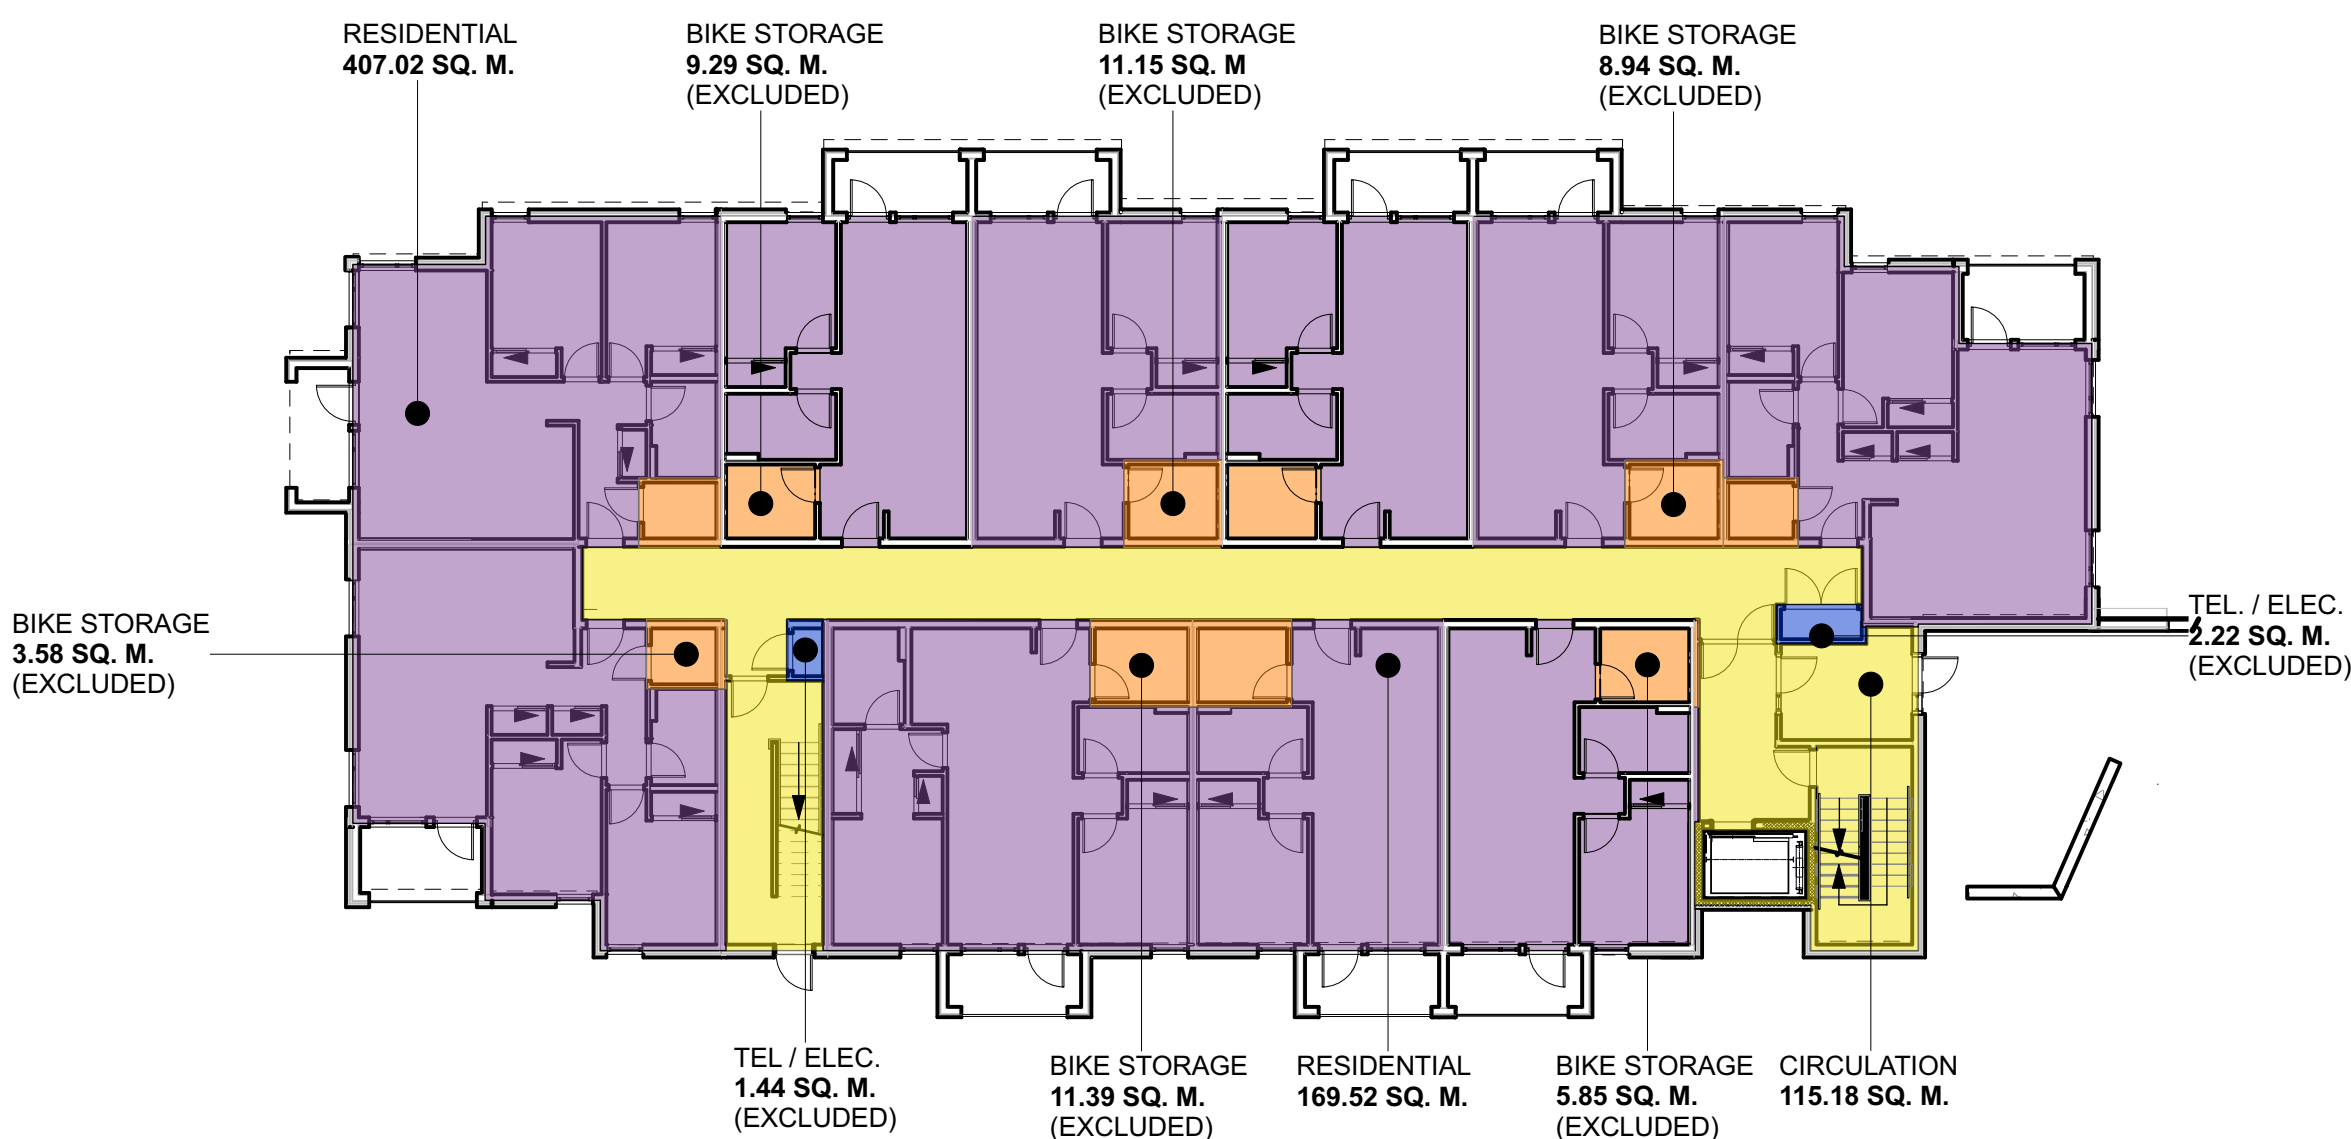 RESIDENTIAL
407.02 SQ. M.
BIKE STORAGE
9.29 SQ. M.
(EXCLUDED)
BIKE STORAGE
11.15 SQ. M
(EXCLUDED)
BIKE STORAGE
8.94 SQ. M.
(EXCLUDED)
BIKE STORAGE
3.58 SQ. M.
(EXCLUDED)
TEL. / ELEC.
2.22 SQ. M.
(EXCLUDED)
TEL / ELEC.
1.44 SQ. M.
(EXCLUDED)
BIKE STORAGE
11.39 SQ. M.
(EXCLUDED)
RESIDENTIAL
169.52 SQ. M.
BIKE STORAGE
5.85 SQ. M.
(EXCLUDED)
CIRCULATION
115.18 SQ. M.